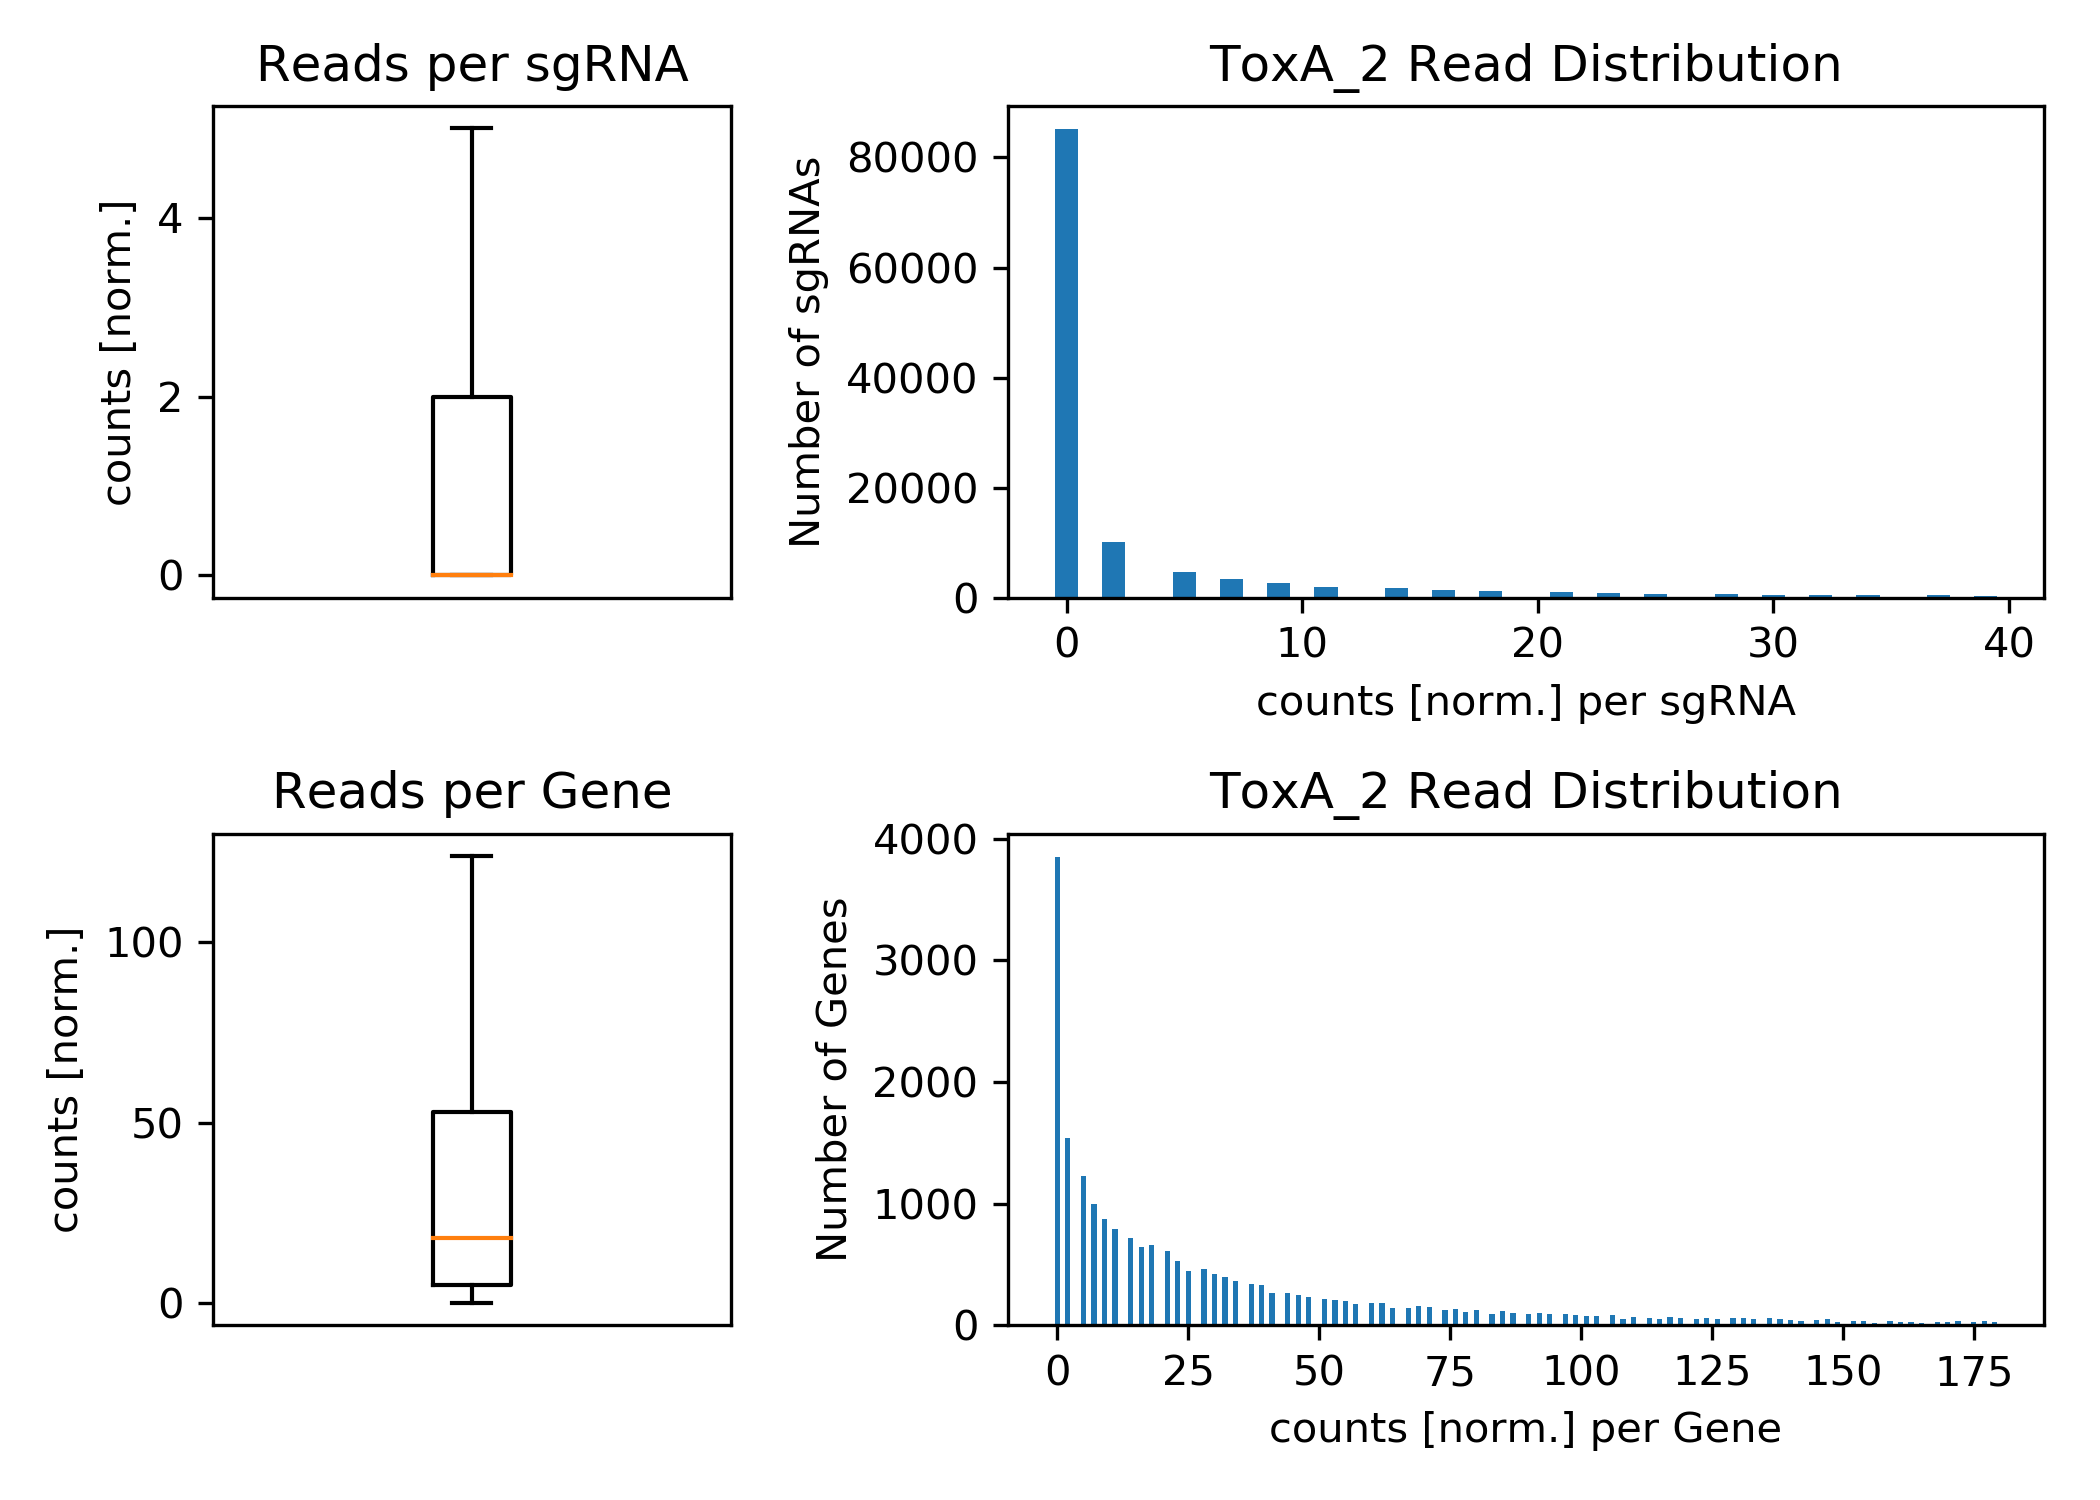 Reads per sgRNA
counts [norm.]
4
2
0
ToxA_2 Read Distribution
Number of sgRNAs
80000
60000
40000
20000
0
0 10 20 30 40
counts [norm.] per sgRNA
Reads per Gene
counts [norm.]
100
50
0
ToxA_2 Read Distribution
Number of Genes
4000
3000
2000
1000
0
0 25 50 75 100 125 150 175
counts [norm.] per Gene